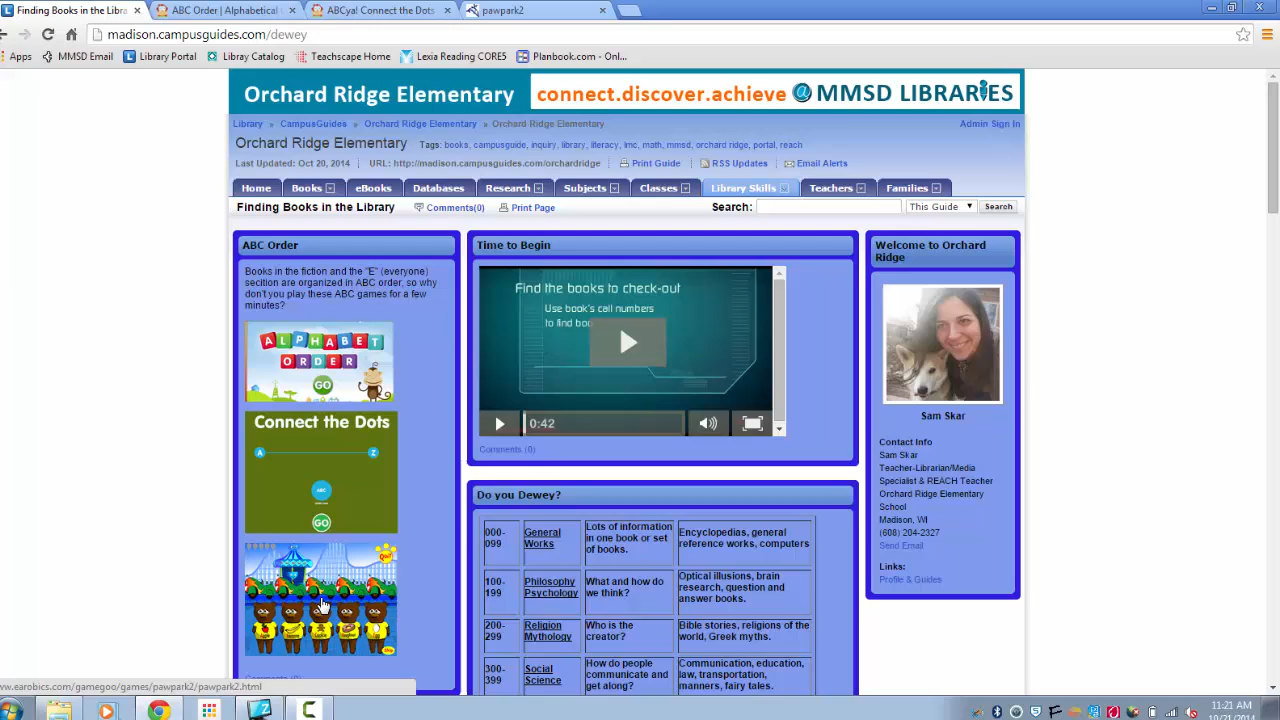 Finding Books in the Libra
ABC Order | Alphabetical
ABCya! Connect the Dots
pawpark2
madison.campusguides.com/dewey
Apps MMSD Email Library Portal Libray Catalog Teachscape Home Lexia Reading CORE5 Planbook.com - Onl...
Orchard Ridge Elementary
connect.discover.achieve @ MMSD LIBRARIES
Library » CampusGuides » Orchard Ridge Elementary » Orchard Ridge Elementary
Admin Sign In
Orchard Ridge Elementary Tags: books, campusguide, inquiry, library, literacy, lmc, math, mmsd, orchard ridge, portal, reach
Last Updated: Oct 20, 2014 URL: http://madison.campusguides.com/orchardridge Print Guide RSS Updates Email Alerts
Home Books eBooks Databases Research Subjects Classes Library Skills Teachers Families
Finding Books in the Library Comments(0) Print Page Search: This Guide Search
ABC Order
Books in the fiction and the "E" (everyone)
secition are organized in ABC order, so why
don't you play these ABC games for a few
minutes?
ALPHABET
ORDER
GO
Connect the Dots
A Z
ABC
GO
Quit
Skip
Time to Begin
Find the books to check-out
Use book's call numbers
to find boo
0:42
Comments (0)
Do you Dewey?
000-
099
General
Works
Lots of information
in one book or set
of books.
Encyclopedias, general
reference works, computers
100-
199
Philosophy
Psychology
What and how do
we think?
Optical illusions, brain
research, question and
answer books.
200-
299
Religion
Mythology
Who is the
creator?
Bible stories, religions of the
world, Greek myths.
300-
399
Social
Science
How do people
communicate and
get along?
Communication, education,
law, transportation,
manners, fairy tales.
Welcome to Orchard
Ridge
Sam Skar
Contact Info
Sam Skar
Teacher-Librarian/Media
Specialist & REACH Teacher
Orchard Ridge Elementary
School
Madison, WI
(608) 204-2327
Send Email
Links:
Profile & Guides
www.earobics.com/gamegoo/games/pawpark2/pawpark2.html
11:21 AM
10/21/2014